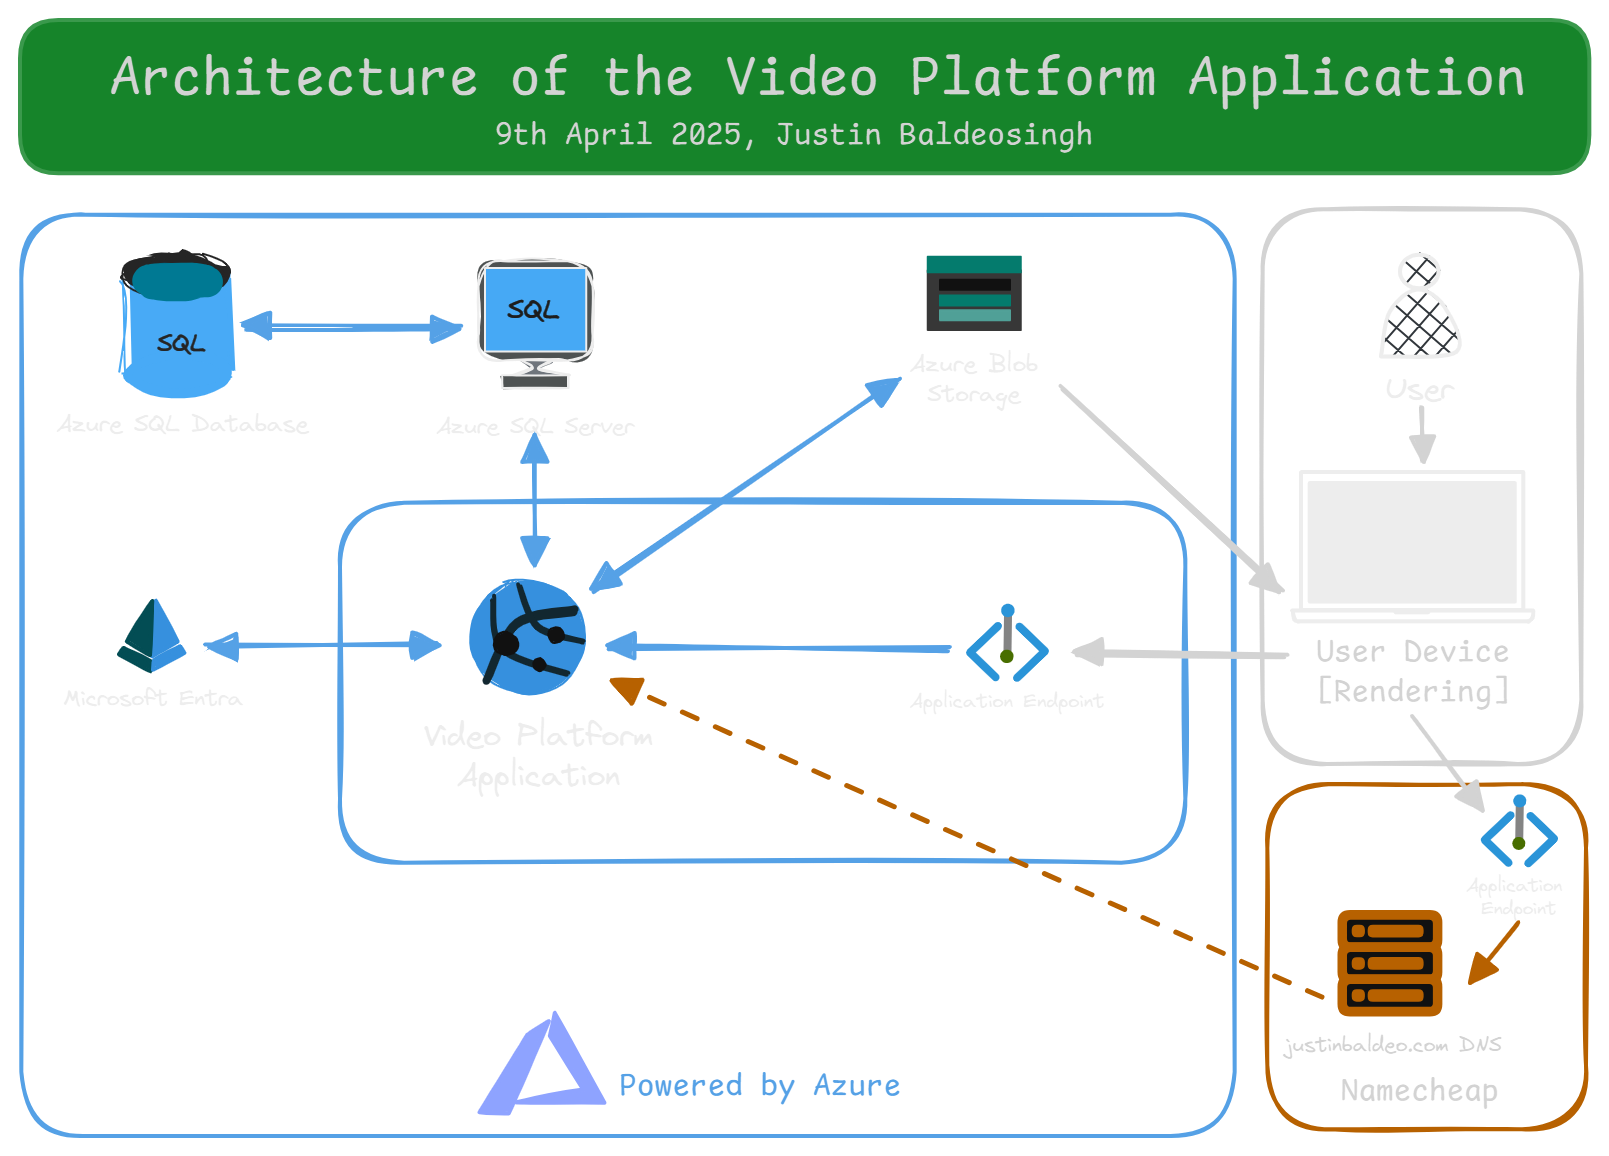 Architecture of the Video Platform Application
9th April 2025, Justin Baldeosingh
SQL
SQL
Azure SQL Database
Azure SQL Server
Azure Blob
Storage
User
Microsoft Entra
Video Platform
Application
Application Endpoint
User Device
[Rendering]
Application
Endpoint
justinbaldeo.com DNS
Namecheap
Powered by Azure